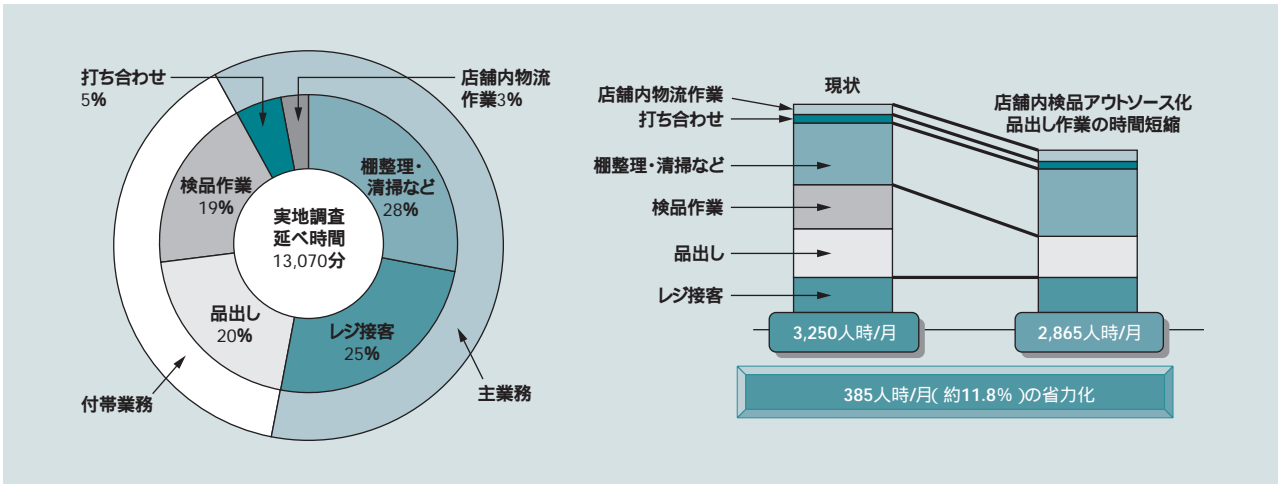 打ち合わせ
5%
店舗内物流
作業3%
検品作業
19%
棚整理・
清掃など
28%
実地調査
延べ時間
13,070分
品出し
20%
レジ接客
25%
付帯業務
主業務
現状
店舗内検品アウトソース化
品出し作業の時間短縮
店舗内物流作業
打ち合わせ
棚整理・清掃など
検品作業
品出し
レジ接客
3,250人時/月
2,865人時/月
385人時/月( 約11.8% )の省力化